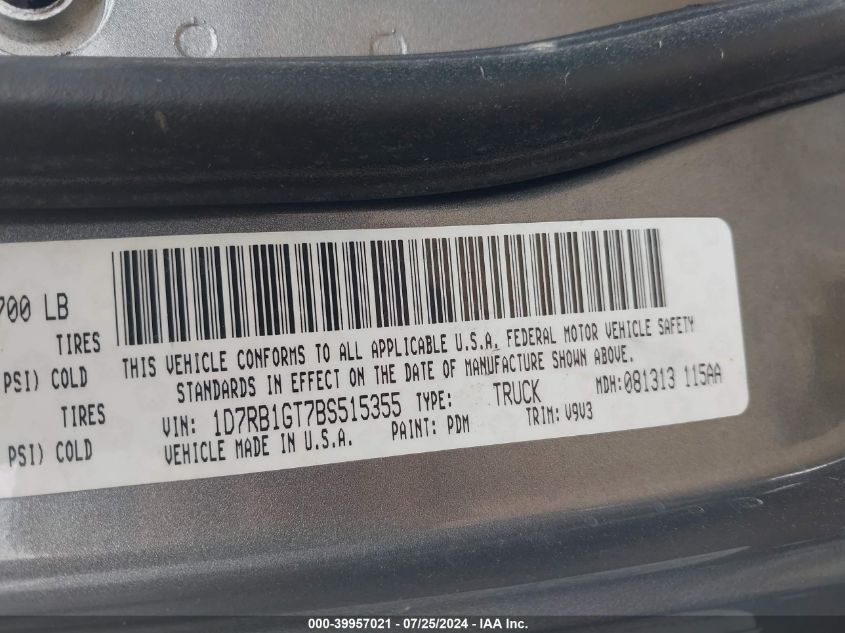 700 LB
TIRES
PSI) COLD
TIRES
PSI) COLD
THIS VEHICLE CONFORMS TO ALL APPLICABLE U.S.A. FEDERAL MOTOR VEHICLE SAFETY
STANDARDS IN EFFECT ON THE DATE OF MANUFACTURE SHOWN ABOVE.
VIN: 1D7RB1GT7BS515355 TYPE: TRUCK MDH:081313 115AA
VEHICLE MADE IN U.S.A. PAINT: PDM TRIM: V9V3
000-39957021 - 07/25/2024 - IAA Inc.